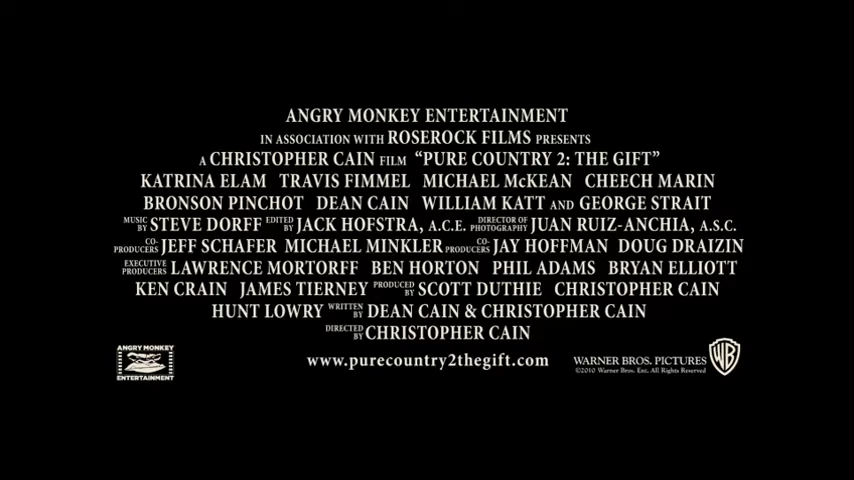 ANGRY MONKEY ENTERTAINMENT
IN ASSOCIATION WITH ROSEROCK FILMS PRESENTS
A CHRISTOPHER CAIN FILM “PURE COUNTRY 2: THE GIFT”
KATRINA ELAM TRAVIS FIMMEL MICHAEL McKEAN CHEECH MARIN
BRONSON PINCHOT DEAN CAIN WILLIAM KATT AND GEORGE STRAIT
MUSIC BY STEVE DORFF EDITED BY JACK HOFSTRA, A.C.E. DIRECTOR OF PHOTOGRAPHY JUAN RUIZ-ANCHIA, A.S.C.
CO-PRODUCERS JEFF SCHAFER MICHAEL MINKLER CO-PRODUCERS JAY HOFFMAN DOUG DRAIZIN
EXECUTIVE PRODUCERS LAWRENCE MORTORFF BEN HORTON PHIL ADAMS BRYAN ELLIOTT
KEN CRAIN JAMES TIERNEY PRODUCED BY SCOTT DUTHIE CHRISTOPHER CAIN
HUNT LOWRY WRITTEN BY DEAN CAIN & CHRISTOPHER CAIN
DIRECTED BY CHRISTOPHER CAIN
ANGRY MONKEY
ENTERTAINMENT
www.purecountry2thegift.com
WARNER BROS. PICTURES
©2010 Warner Bros. Ent. All Rights Reserved
WB